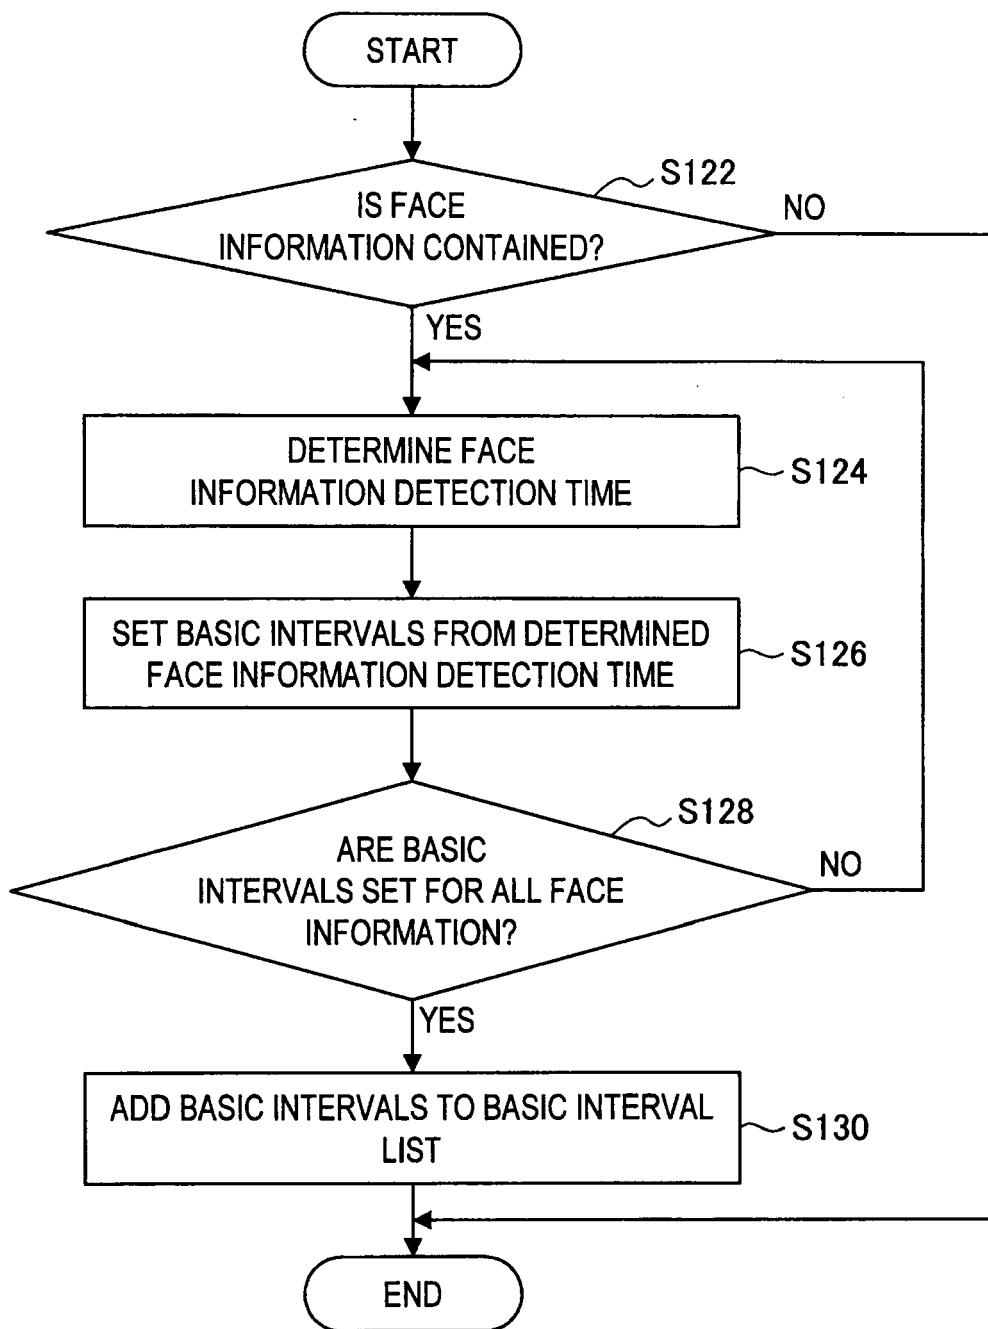 START
S122
IS FACE
INFORMATION CONTAINED?
NO
YES
DETERMINE FACE
INFORMATION DETECTION TIME
S124
SET BASIC INTERVALS FROM DETERMINED
FACE INFORMATION DETECTION TIME
S126
S128
ARE BASIC
INTERVALS SET FOR ALL FACE
INFORMATION?
NO
YES
ADD BASIC INTERVALS TO BASIC INTERVAL
LIST
S130
END